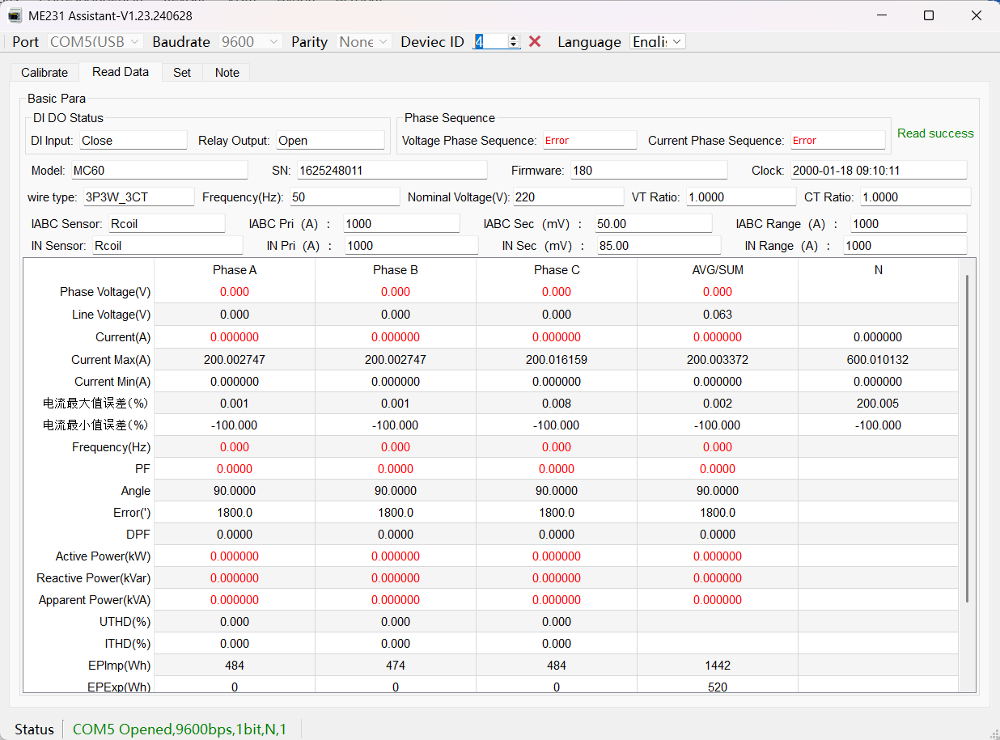 ME231 Assistant-V1.23.240628
Port COM5(USB Baudrate 9600 Parity None Deviec ID 4 Language Engli
Calibrate Read Data Set Note
Basic Para
DI DO Status Phase Sequence
DI Input: Close Relay Output: Open Voltage Phase Sequence: Error Current Phase Sequence: Error Read success
Model: MC60 SN: 1625248011 Firmware: 180 Clock: 2000-01-18 09:10:11
wire type: 3P3W_3CT Frequency(Hz): 50 Nominal Voltage(V): 220 VT Ratio: 1.0000 CT Ratio: 1.0000
IABC Sensor: Rcoil IABC Pri（A）: 1000 IABC Sec（mV）: 50.00 IABC Range（A）: 1000
IN Sensor: Rcoil IN Pri（A）: 1000 IN Sec（mV）: 85.00 IN Range（A）: 1000
Phase A Phase B Phase C AVG/SUM N
Phase Voltage(V) 0.000 0.000 0.000 0.000
Line Voltage(V) 0.000 0.000 0.000 0.063
Current(A) 0.000000 0.000000 0.000000 0.000000 0.000000
Current Max(A) 200.002747 200.002747 200.016159 200.003372 600.010132
Current Min(A) 0.000000 0.000000 0.000000 0.000000 0.000000
电流最大值误差(%) 0.001 0.001 0.008 0.002 200.005
电流最小值误差(%) -100.000 -100.000 -100.000 -100.000 -100.000
Frequency(Hz) 0.000 0.000 0.000 0.000
PF 0.0000 0.0000 0.0000 0.0000
Angle 90.0000 90.0000 90.0000 90.0000
Error(') 1800.0 1800.0 1800.0 1800.0
DPF 0.0000 0.0000 0.0000 0.0000
Active Power(kW) 0.000000 0.000000 0.000000 0.000000
Reactive Power(kVar) 0.000000 0.000000 0.000000 0.000000
Apparent Power(kVA) 0.000000 0.000000 0.000000 0.000000
UTHD(%) 0.000 0.000 0.000
ITHD(%) 0.000 0.000 0.000
EPImp(Wh) 484 474 484 1442
EPExp(Wh) 0 0 0 520
Status COM5 Opened,9600bps,1bit,N,1